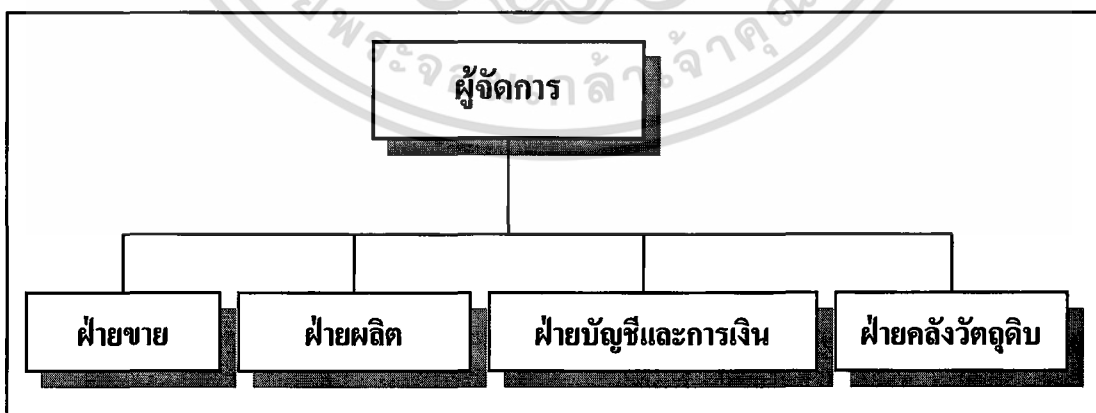 ผู้จัดการ
ฝ่ายขาย
ฝ่ายผลิต
ฝ่ายบัญชีและการเงิน
ฝ่ายคลังวัตถุดิบ